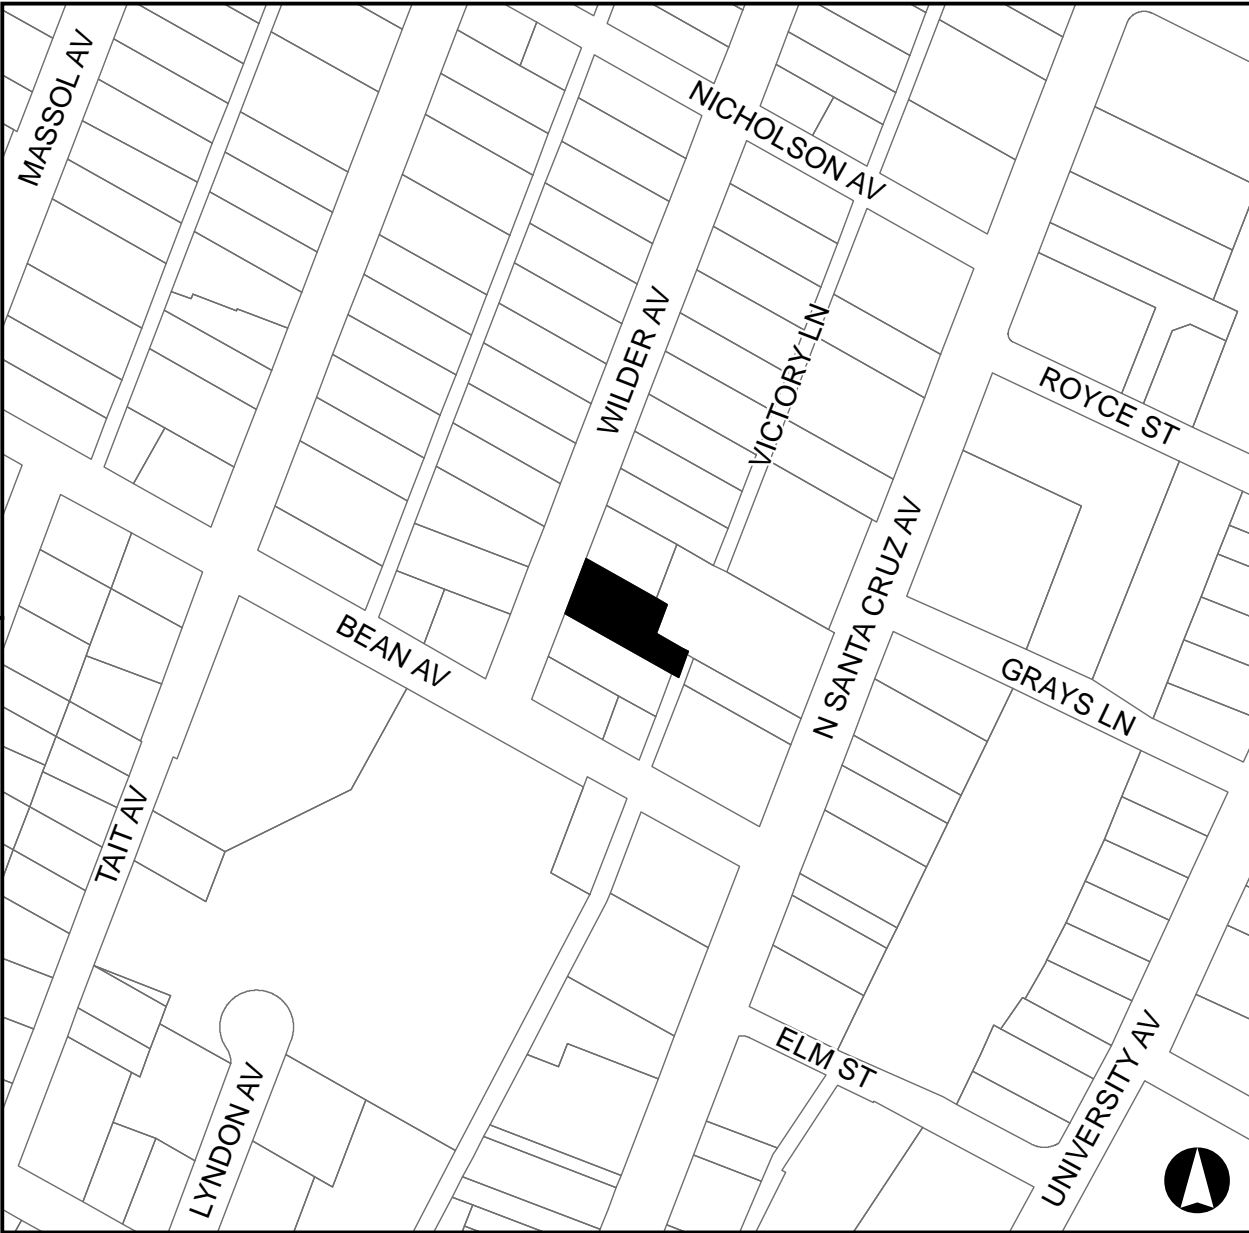 MASSOL AV
NICHOLSON AV
WILDER AV
VICTORY LN
ROYCE ST
N SANTA CRUZ AV
BEAN AV
GRAYS LN
TAIT AV
ELM ST
UNIVERSITY AV
LYNDON AV